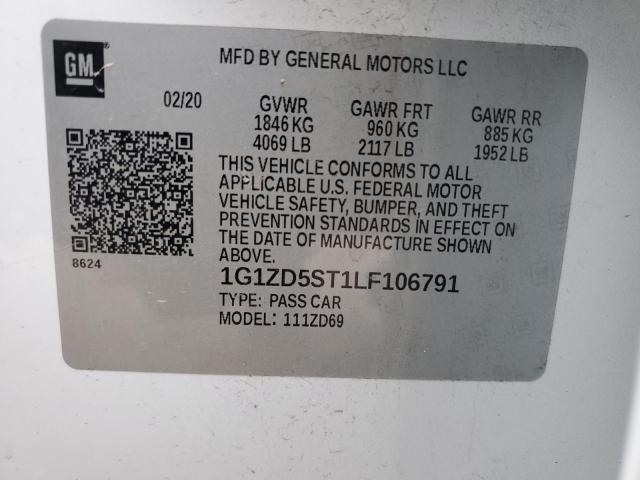 GM
MFD BY GENERAL MOTORS LLC
02/20 GVWR GAWR FRT GAWR RR
1846 KG 960 KG 885 KG
4069 LB 2117 LB 1952 LB
THIS VEHICLE CONFORMS TO ALL
APPLICABLE U.S. FEDERAL MOTOR
VEHICLE SAFETY, BUMPER, AND THEFT
PREVENTION STANDARDS IN EFFECT ON
THE DATE OF MANUFACTURE SHOWN
ABOVE.
8624
1G1ZD5ST1LF106791
TYPE: PASS CAR
MODEL: 111ZD69